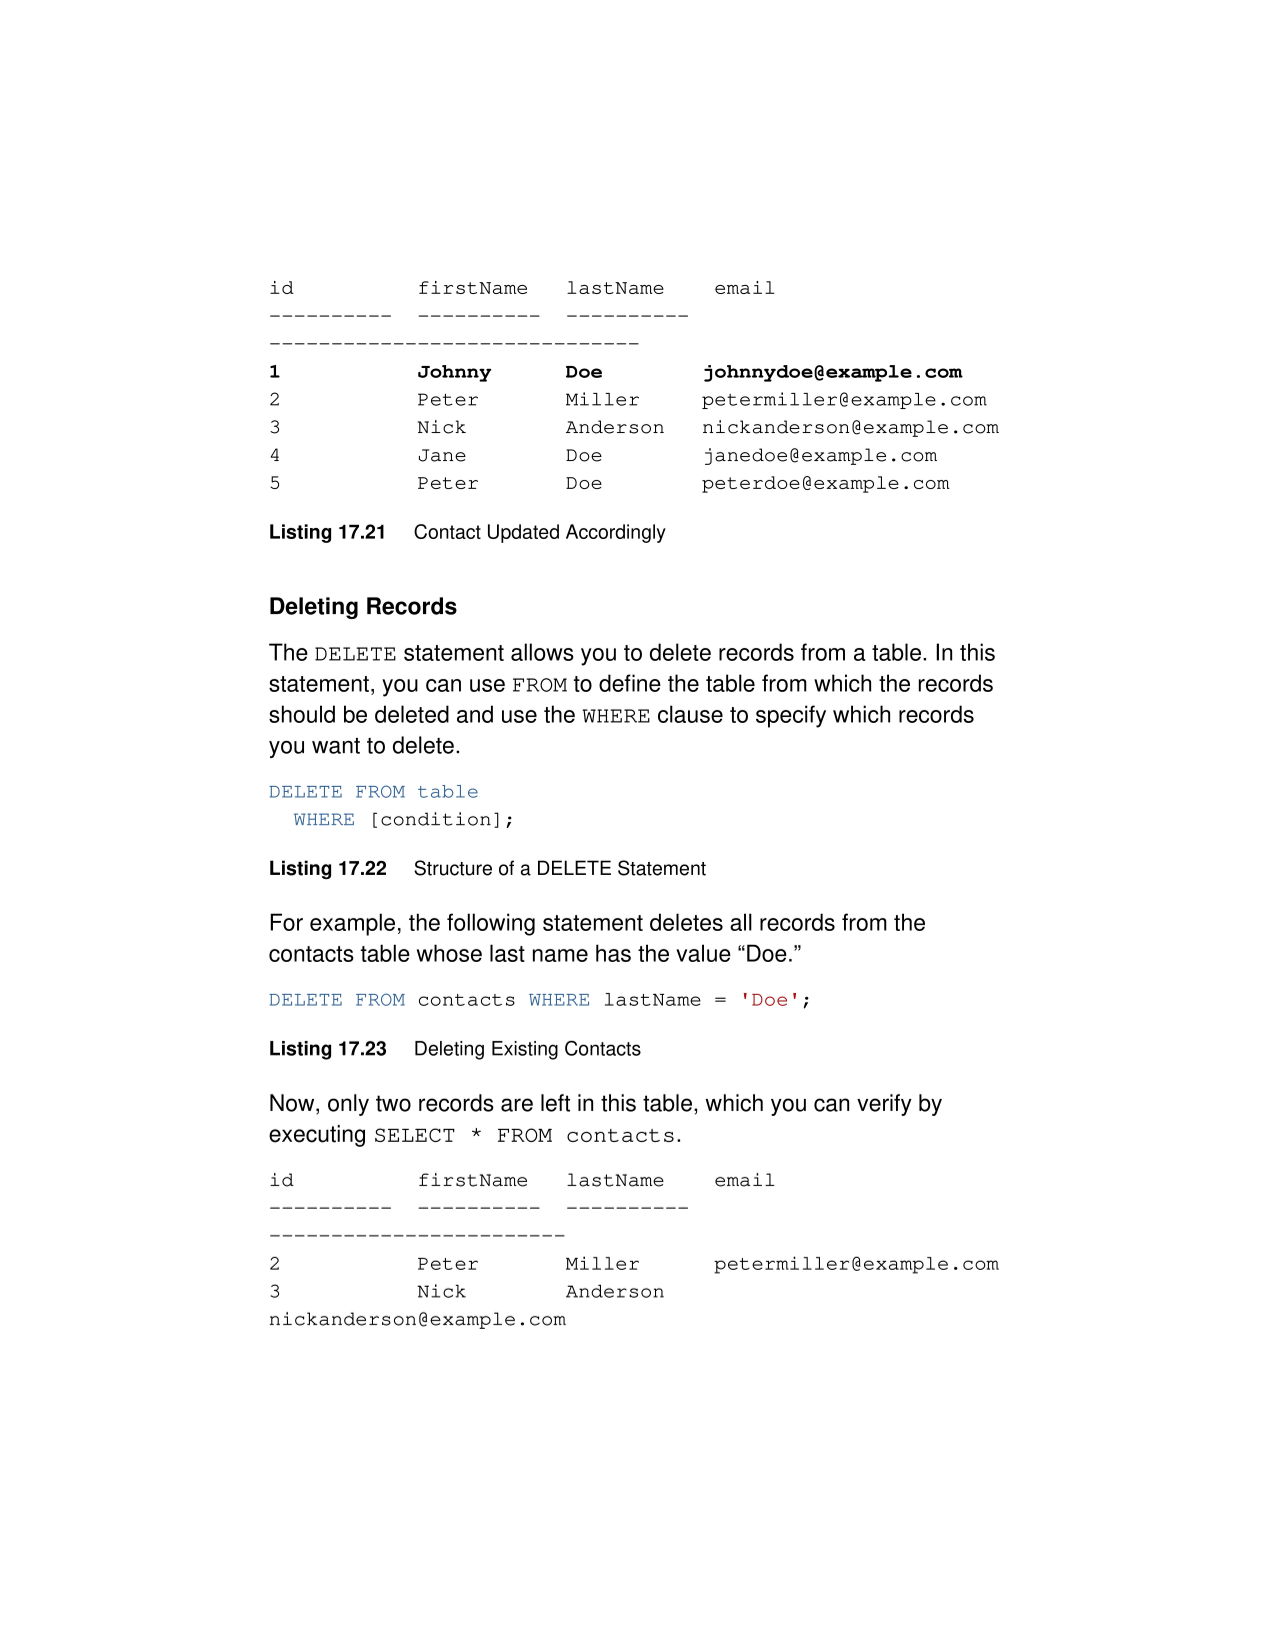 id          firstName   lastName    email
----------  ----------  ----------
------------------------------
1           Johnny      Doe        johnnydoe@example.com
2           Peter       Miller     petermiller@example.com
3           Nick        Anderson   nickanderson@example.com
4           Jane        Doe        janedoe@example.com
5           Peter       Doe        peterdoe@example.com
Listing 17.21 Contact Updated Accordingly
Deleting Records
The DELETE statement allows you to delete records from a table. In this
statement, you can use FROM to define the table from which the records
should be deleted and use the WHERE clause to specify which records
you want to delete.
DELETE FROM table
  WHERE [condition];
Listing 17.22 Structure of a DELETE Statement
For example, the following statement deletes all records from the
contacts table whose last name has the value “Doe.”
DELETE FROM contacts WHERE lastName = 'Doe';
Listing 17.23 Deleting Existing Contacts
Now, only two records are left in this table, which you can verify by
executing SELECT * FROM contacts.
id          firstName   lastName    email
----------  ----------  ----------
------------------------
2           Peter       Miller      petermiller@example.com
3           Nick        Anderson
nickanderson@example.com